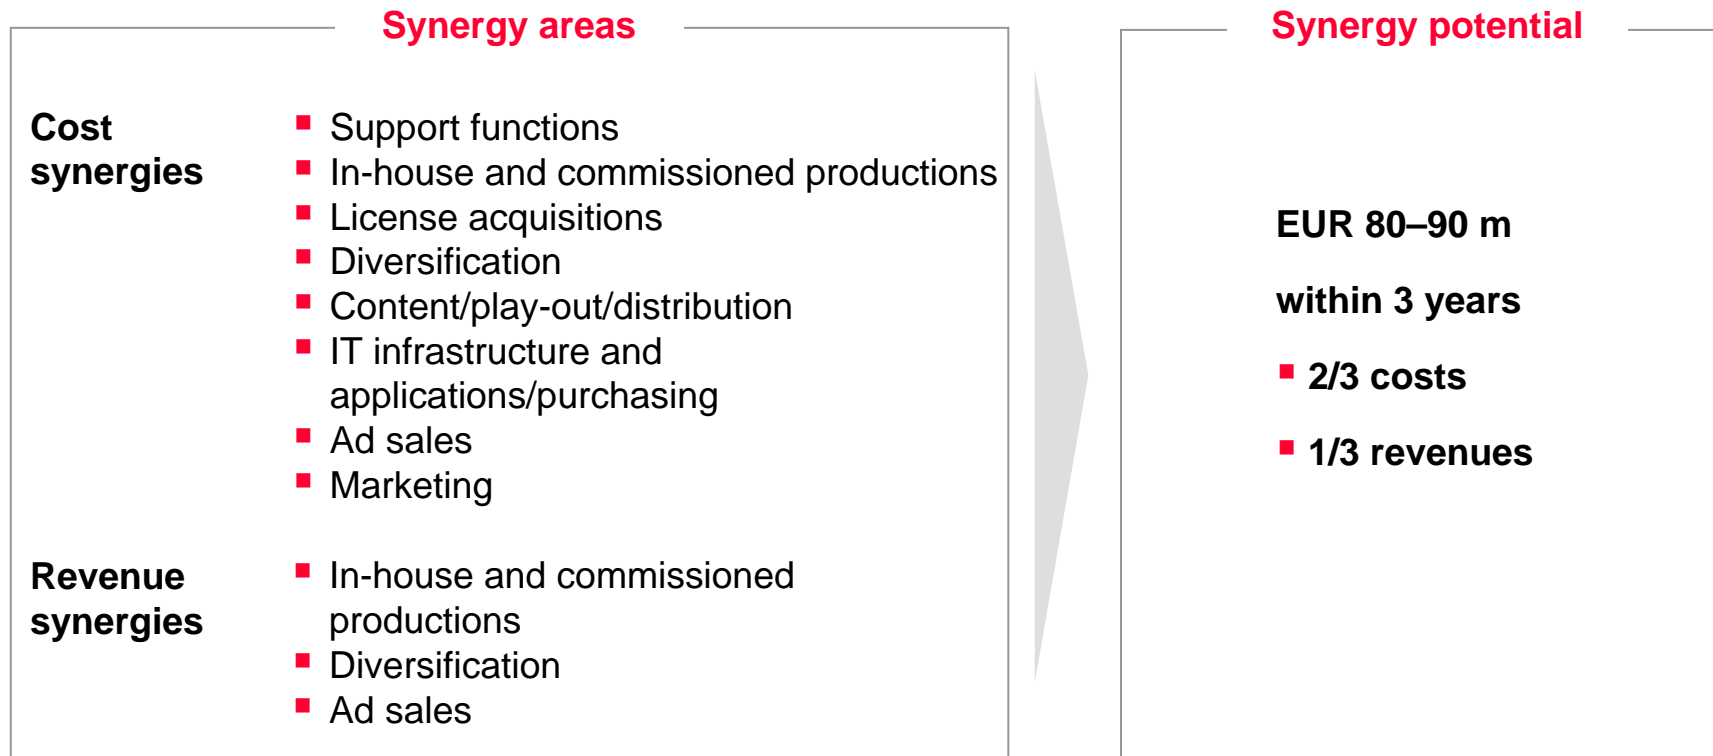 Synergy areas
Cost
synergies
Support functions
In-house and commissioned productions
License acquisitions
Diversification
Content/play-out/distribution
IT infrastructure and
applications/purchasing
Ad sales
Marketing
Revenue
synergies
In-house and commissioned
productions
Diversification
Ad sales
Synergy potential
EUR 80–90 m
within 3 years
2/3 costs
1/3 revenues